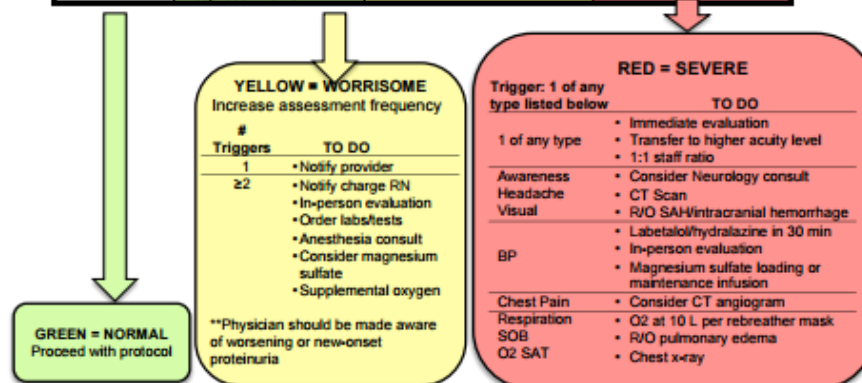 YELLOW = WORRISOME
Increase assessment frequency
#
Triggers TO DO
1 •Notify provider
≥2 •Notify charge RN
•In-person evaluation
•Order labs/tests
•Anesthesia consult
•Consider magnesium
sulfate
•Supplemental oxygen
**Physician should be made aware
of worsening or new-onset
proteinuria
GREEN = NORMAL
Proceed with protocol
RED = SEVERE
Trigger: 1 of any
type listed below TO DO
1 of any type • Immediate evaluation
• Transfer to higher acuity level
• 1:1 staff ratio
Awareness • Consider Neurology consult
Headache • CT Scan
Visual • R/O SAH/intracranial hemorrhage
• Labetalol/hydralazine in 30 min
BP • In-person evaluation
• Magnesium sulfate loading or
maintenance infusion
Chest Pain • Consider CT angiogram
Respiration • O2 at 10 L per rebreather mask
SOB • R/O pulmonary edema
O2 SAT • Chest x-ray